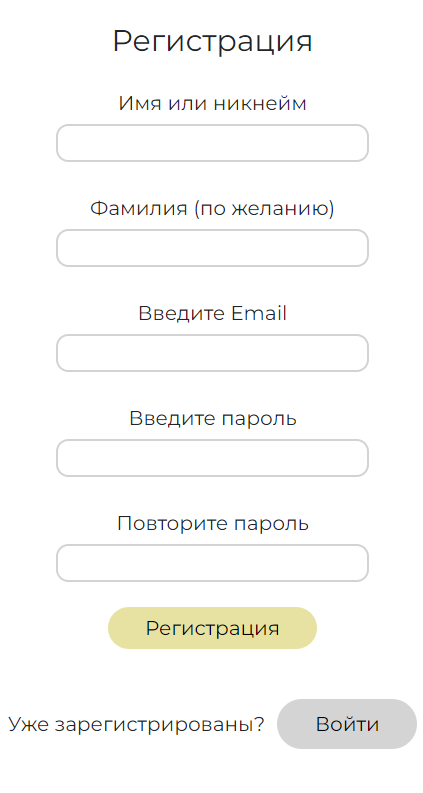 Регистрация
Имя или никнейм
Фамилия (по желанию)
Введите Email
Введите пароль
Повторите пароль
Регистрация
Уже зарегистрированы? Войти